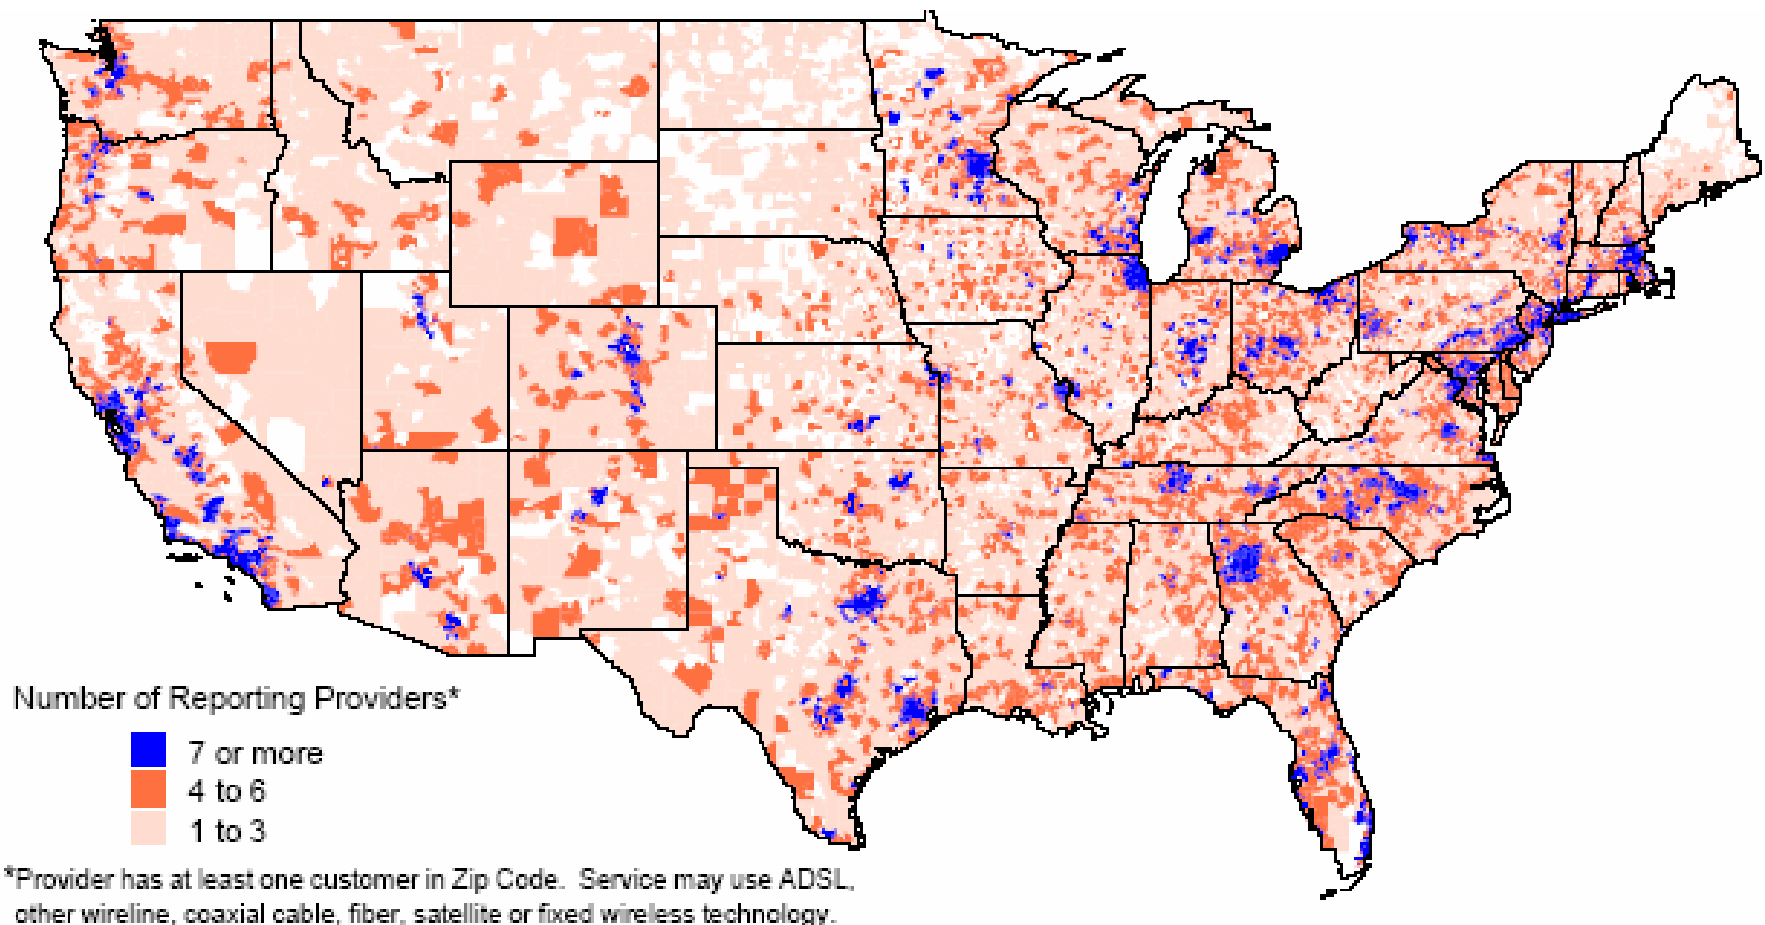 Number of Reporting Providers*
7 or more
4 to 6
1 to 3
*Provider has at least one customer in Zip Code. Service may use ADSL,
other wireline, coaxial cable, fiber, satellite or fixed wireless technology.